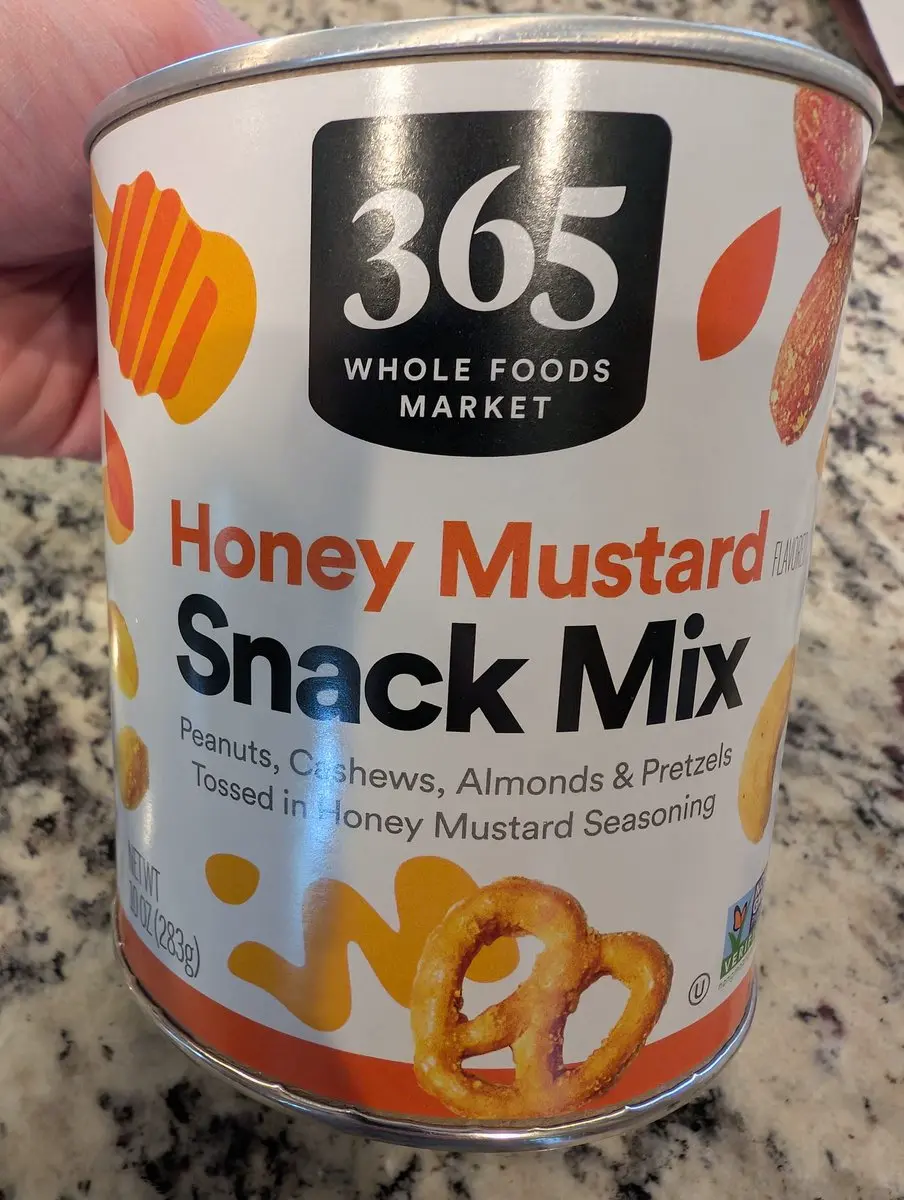 365
WHOLE FOODS
MARKET
Honey Mustard
FLAVORED
Snack Mix
Peanuts, Cashews, Almonds & Pretzels
Tossed in Honey Mustard Seasoning
NET WT
10 OZ (283g)
U